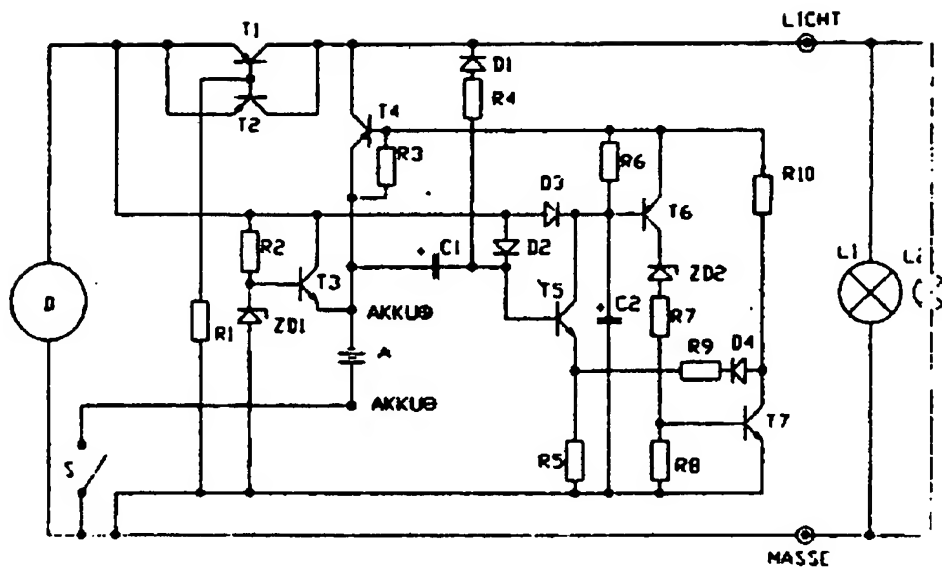 LICHT
T1
D1
R4
T2
T4
R3
R6
R10
D3
T6
R2
C1
D2
L1
T3
T5
ZD2
D
R1
ZD1
AKKU⊕
C2
R7
A
R9
D4
AKKU⊖
T7
S
R5
R8
MASSE